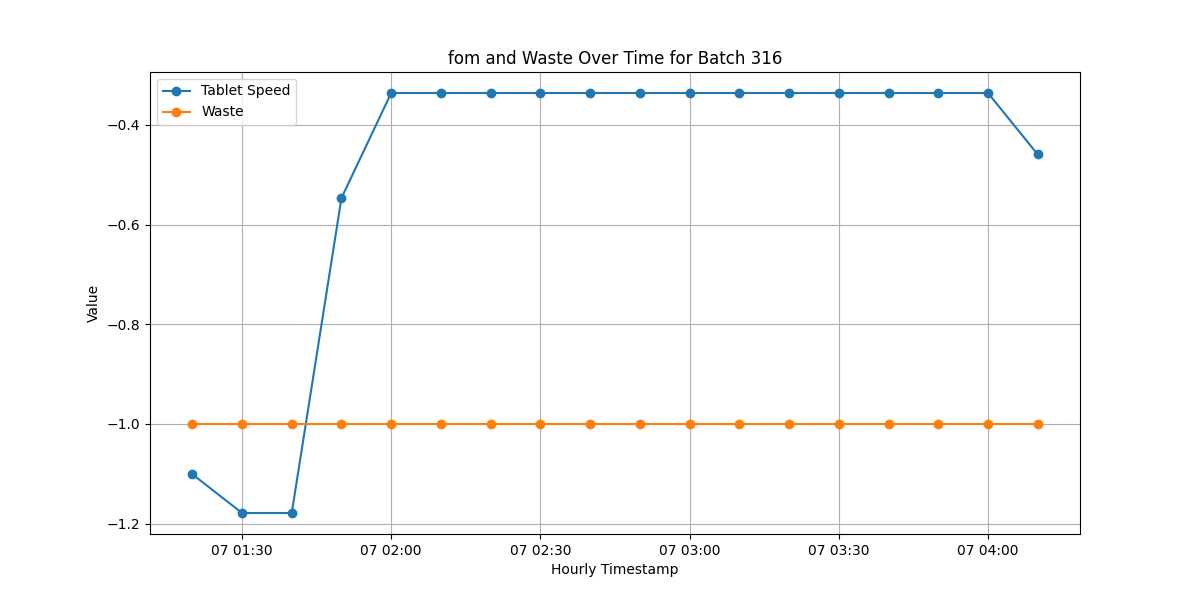 fom and Waste Over Time for Batch 316
Tablet Speed
Waste
−0.4
−0.6
−0.8
−1.0
−1.2
Value
07 01:30 07 02:00 07 02:30 07 03:00 07 03:30 07 04:00
Hourly Timestamp